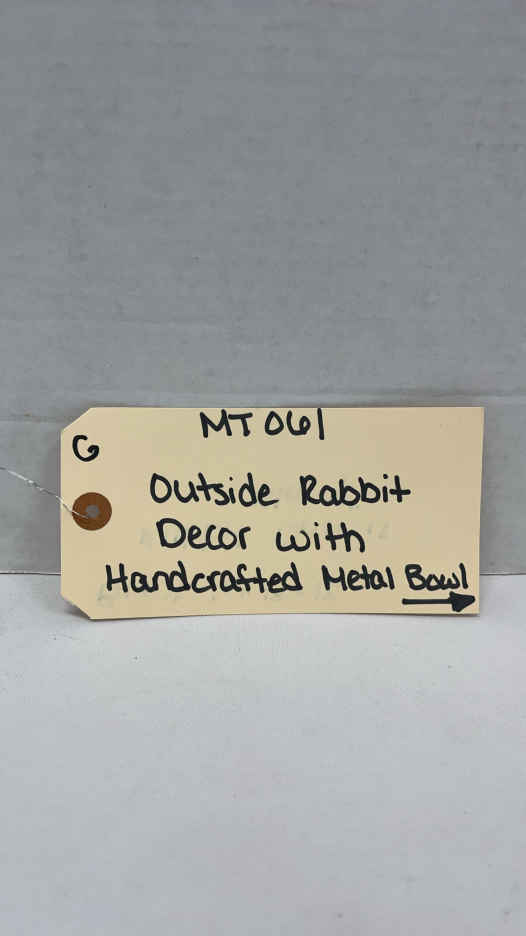 G
MT061
Outside Rabbit
Decor with
Handcrafted Metal Bowl